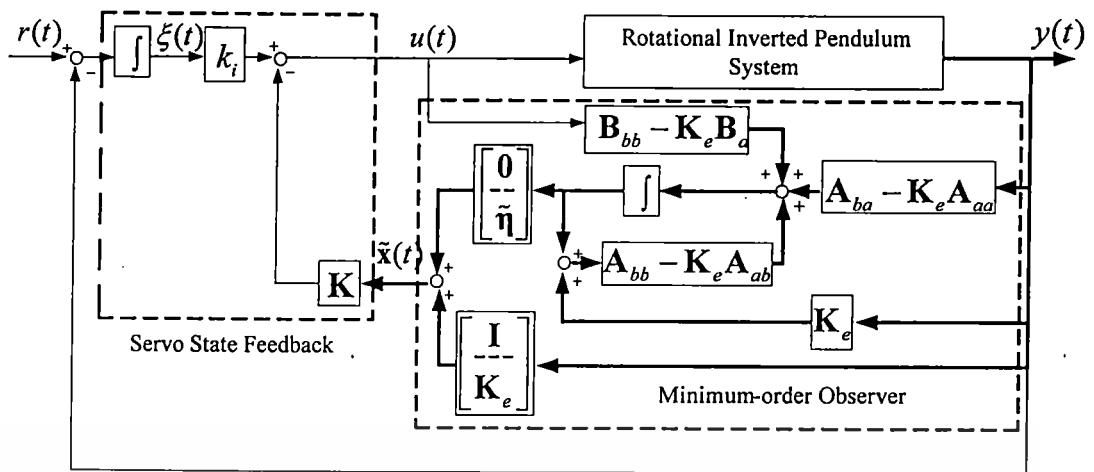 r(t)
+
−
∫
ξ(t)
k_i
+
−
u(t)
Rotational Inverted Pendulum
System
y(t)
B_bb − K_e B_a
[0
η̃]
∫
+
+
+
A_ba − K_e A_aa
x̃(t)
+
+
K
+
+
A_bb − K_e A_ab
K_e
[I
K_e]
Servo State Feedback
Minimum-order Observer